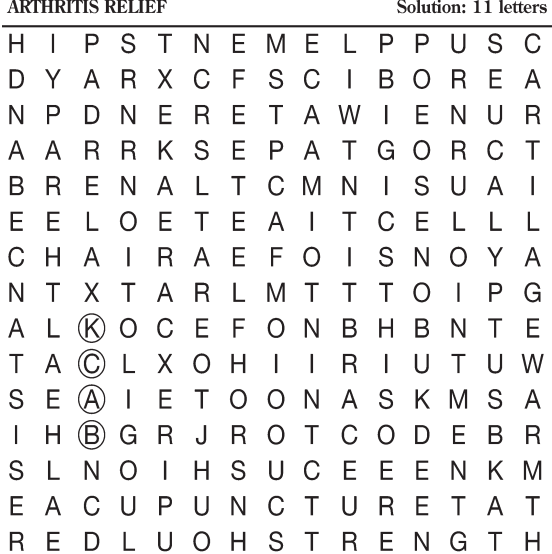 ARTHRITIS RELIEF Solution: 11 letters
H I P S T N E M E L P P U S C
D Y A R X C F S C I B O R E A
N P D N E R E T A W I E N U R
A A R R K S E P A T G O R C T
B R E N A L T C M N I S U A I
E E L O E T E A I T C E L L L
C H A I R A E F O I S N O Y A
N T X T A R L M T T T O I P G
A L K O C E F O N B H B N T E
T A C L X O H I I R I U T U W
S E A I E T O O N A S K M S A
I H B G R J R O T C O D E B R
S L N O I H S U C E E E N K M
E A C U P U N C T U R E T A T
R E D L U O H S T R E N G T H